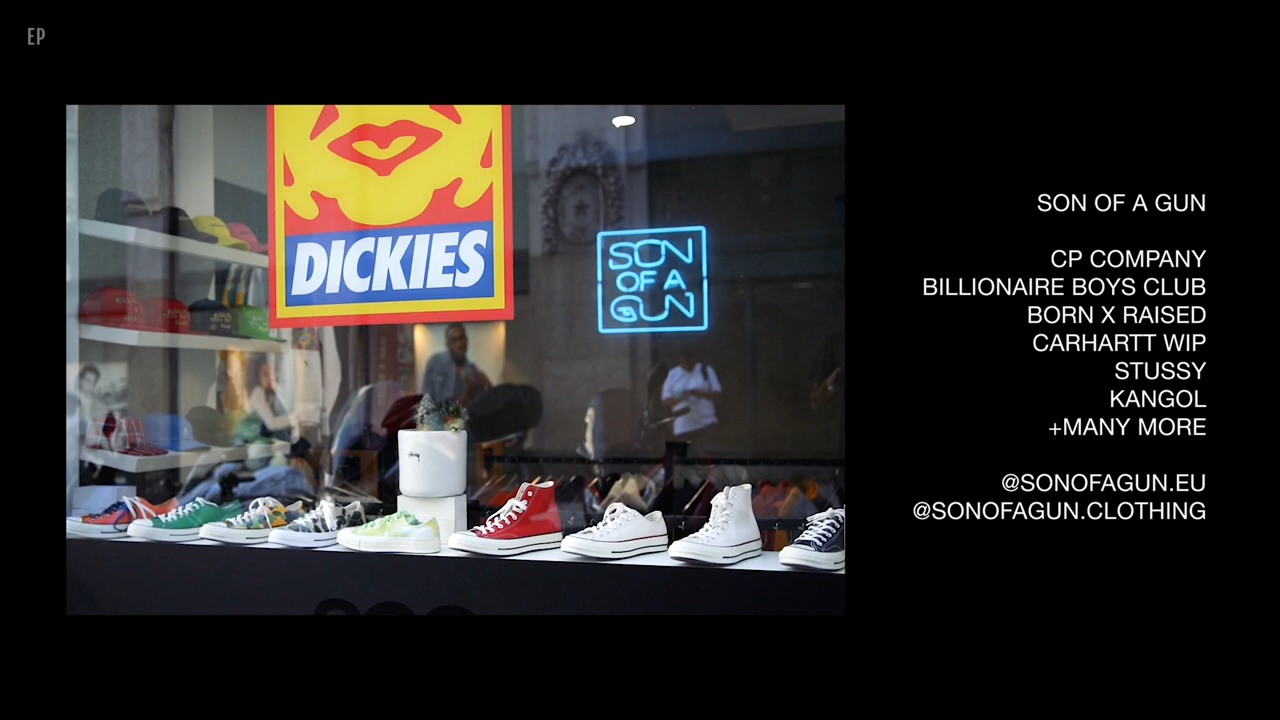 EP
DICKIES
SON
OF A
GUN
SON OF A GUN
CP COMPANY
BILLIONAIRE BOYS CLUB
BORN X RAISED
CARHARTT WIP
STUSSY
KANGOL
+MANY MORE
@SONOFAGUN.EU
@SONOFAGUN.CLOTHING